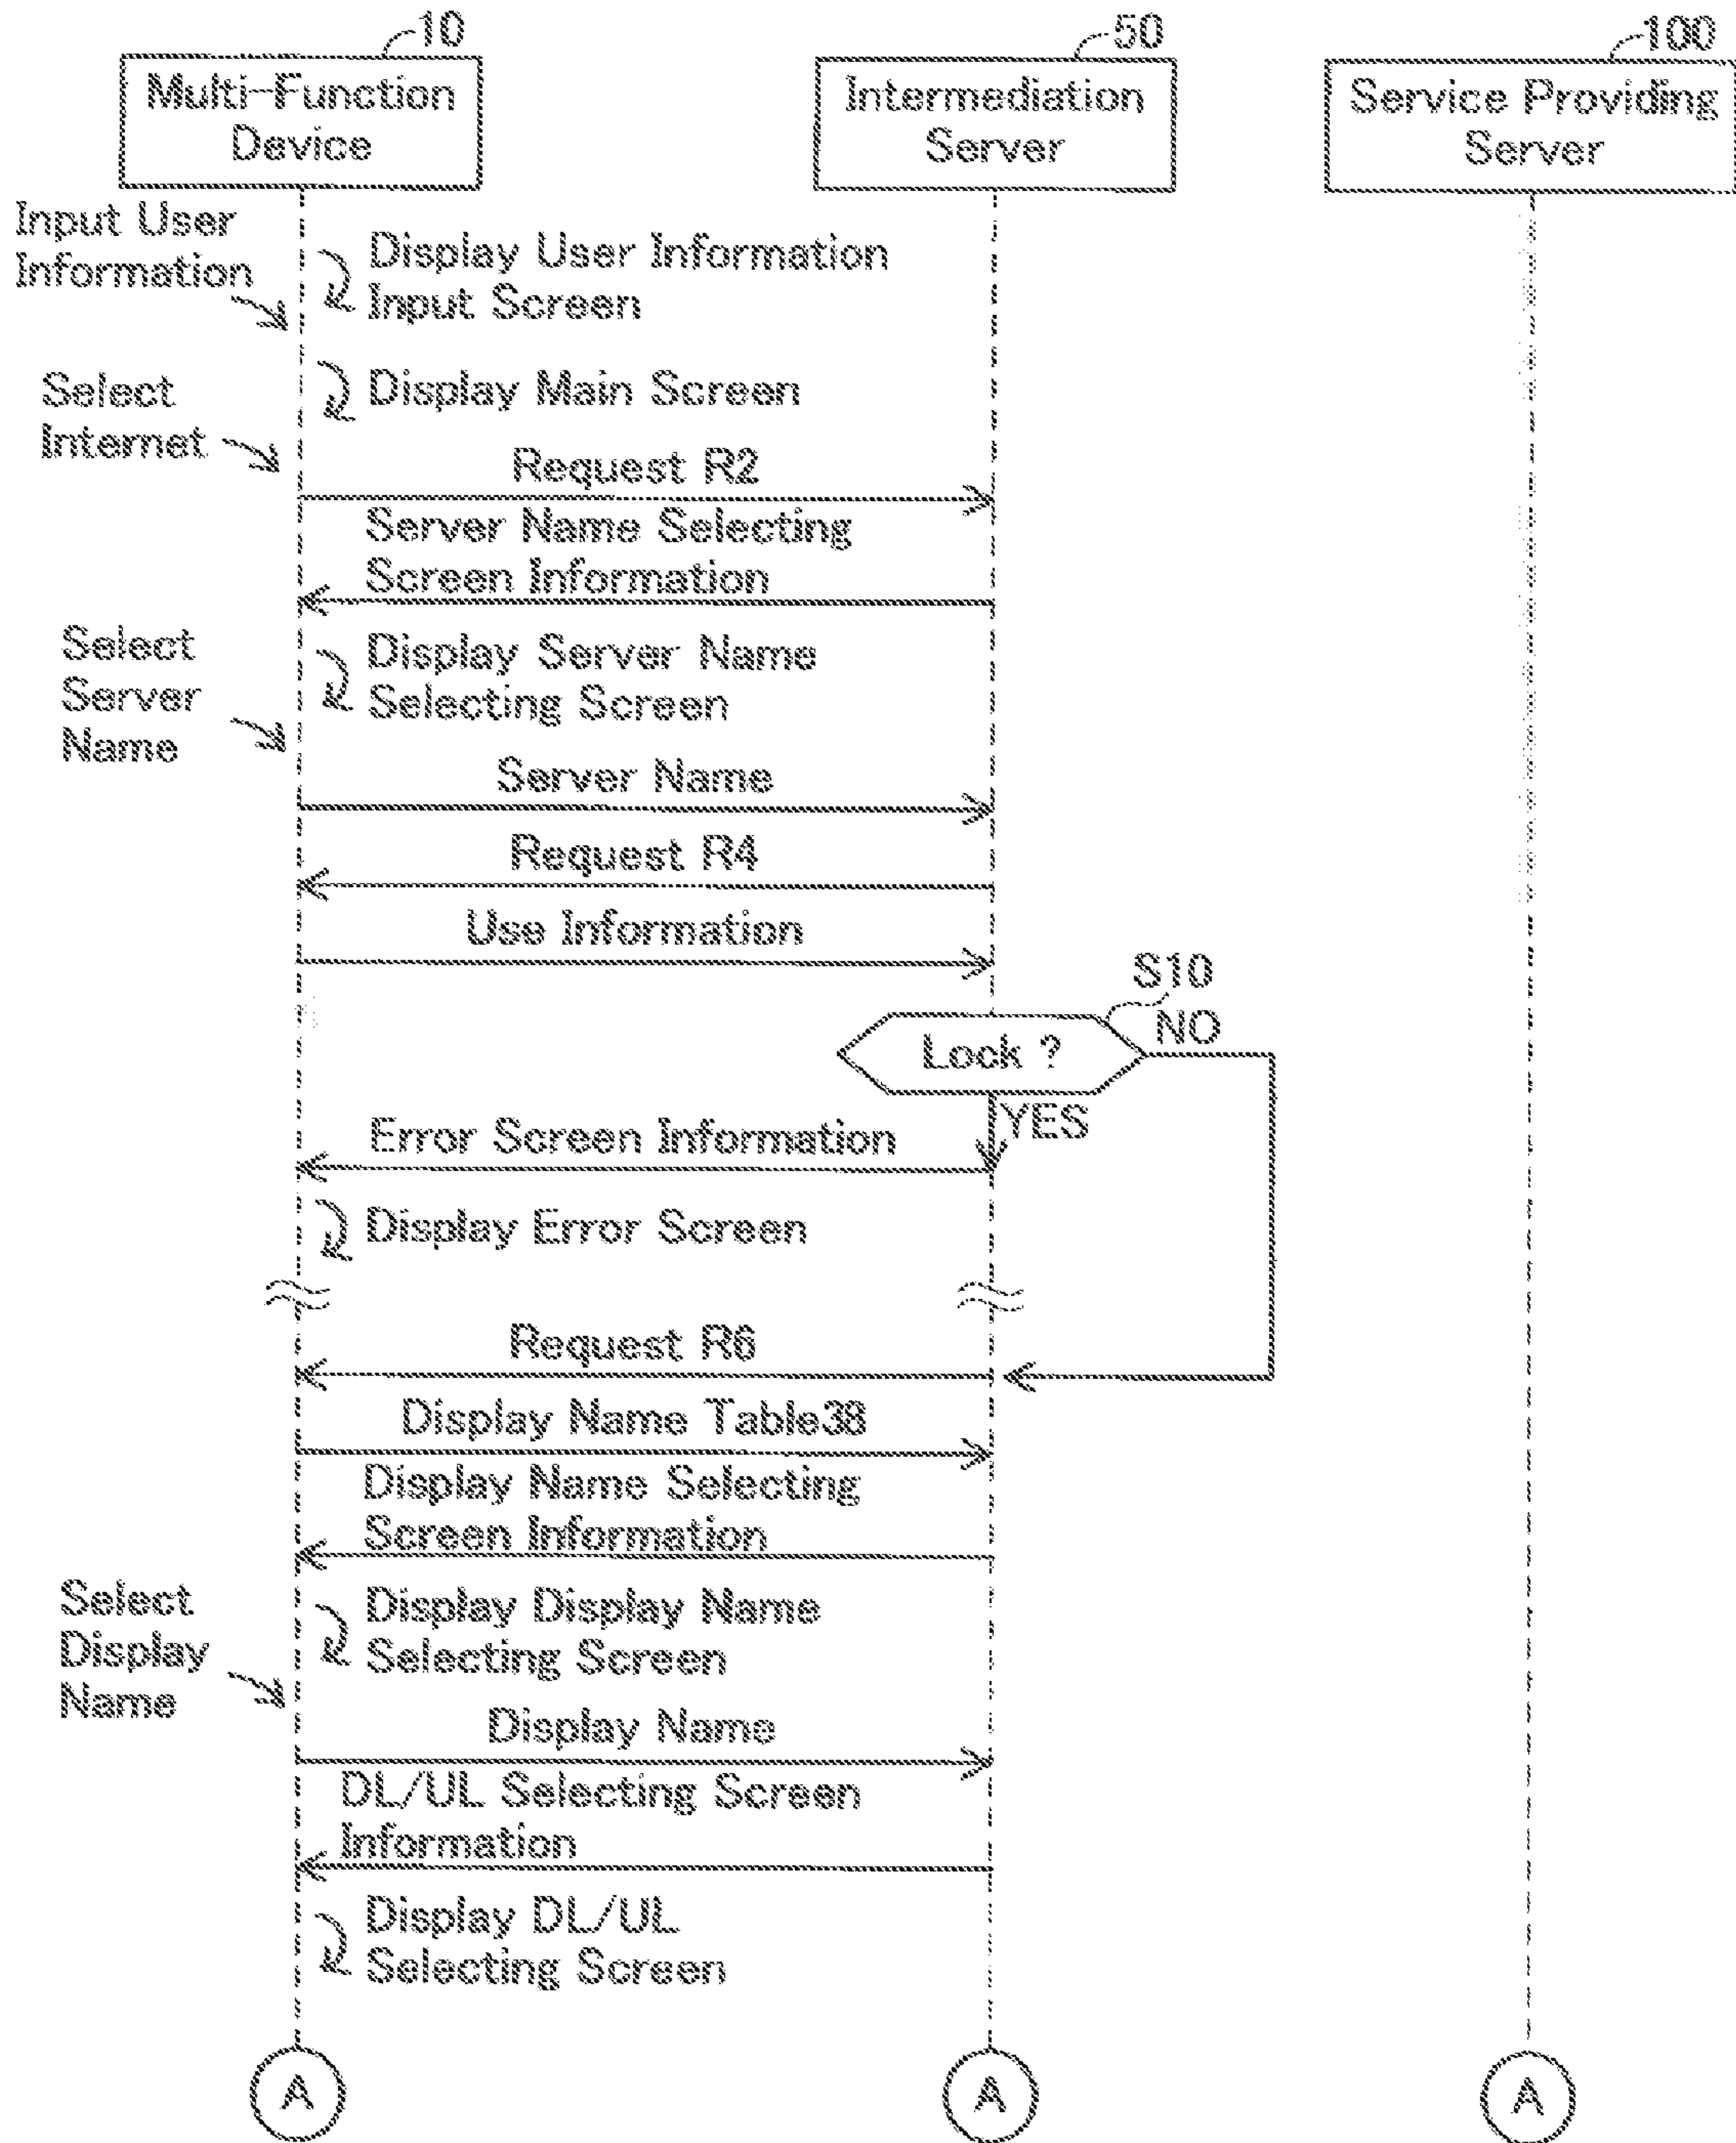 10
50
100
Multi-Function
Device
Intermediation
Server
Service Providing
Server
Input User
Information
Display User Information
Input Screen
Select
Internet
Display Main Screen
Request R2
Server Name Selecting
Screen Information
Select
Server
Name
Display Server Name
Selecting Screen
Server Name
Request R4
Use Information
S10
Lock ?
NO
YES
Error Screen Information
Display Error Screen
Request R6
Display Name Table38
Display Name Selecting
Screen Information
Select
Display
Name
Display Display Name
Selecting Screen
Display Name
DL/UL Selecting Screen
Information
Display DL/UL
Selecting Screen
A
A
A